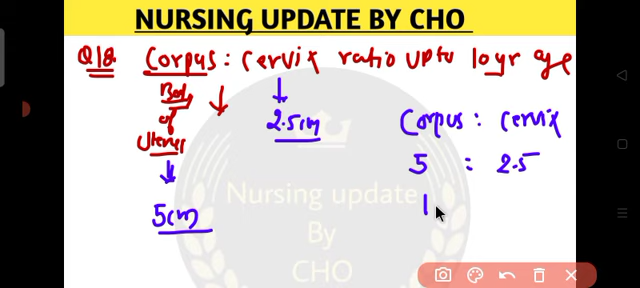 NURSING UPDATE BY CHO
Q18. Corpus : cervix ratio upto 10yr age
Body
of
Uterus
5cm
2.5cm
Corpus : cervix
5 : 2.5
1
Nursing update
By
CHO